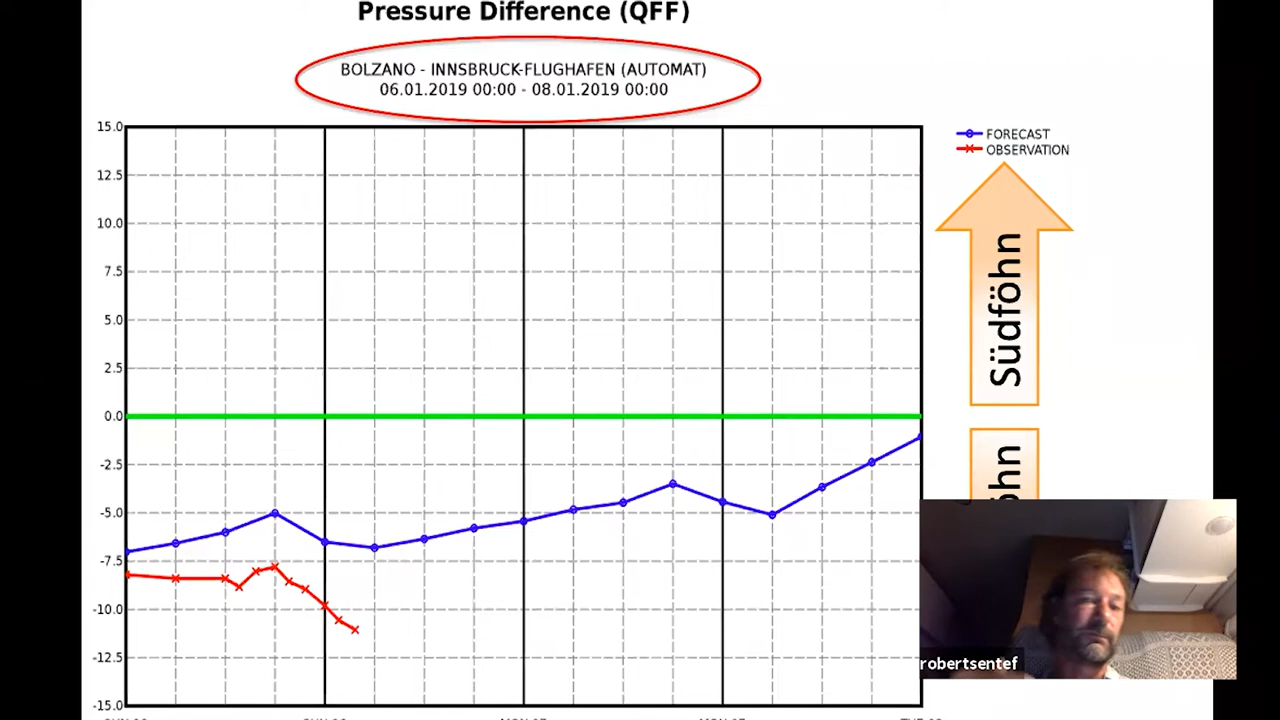 Pressure Difference (QFF)
BOLZANO - INNSBRUCK-FLUGHAFEN (AUTOMAT)
06.01.2019 00:00 - 08.01.2019 00:00
FORECAST
OBSERVATION
15.0
12.5
10.0
7.5
5.0
2.5
0.0
-2.5
-5.0
-7.5
-10.0
-12.5
-15.0
Südföhn
robertsentef